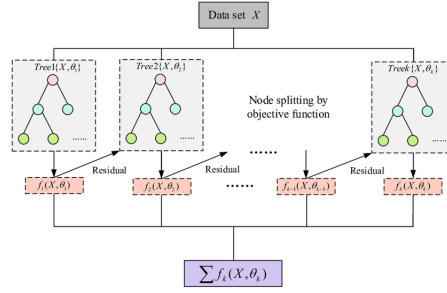 Data set X
Tree1{X,θ₁}
Tree2{X,θ₂}
Treek{X,θₖ}
Node splitting by
objective function
......
......
......
......
Residual
Residual
Residual
f₁(X,θ₁)
f₂(X,θ₂)
......
fₖ₋₁(X,θₖ₋₁)
fₖ(X,θₖ)
∑fₖ(X,θₖ)